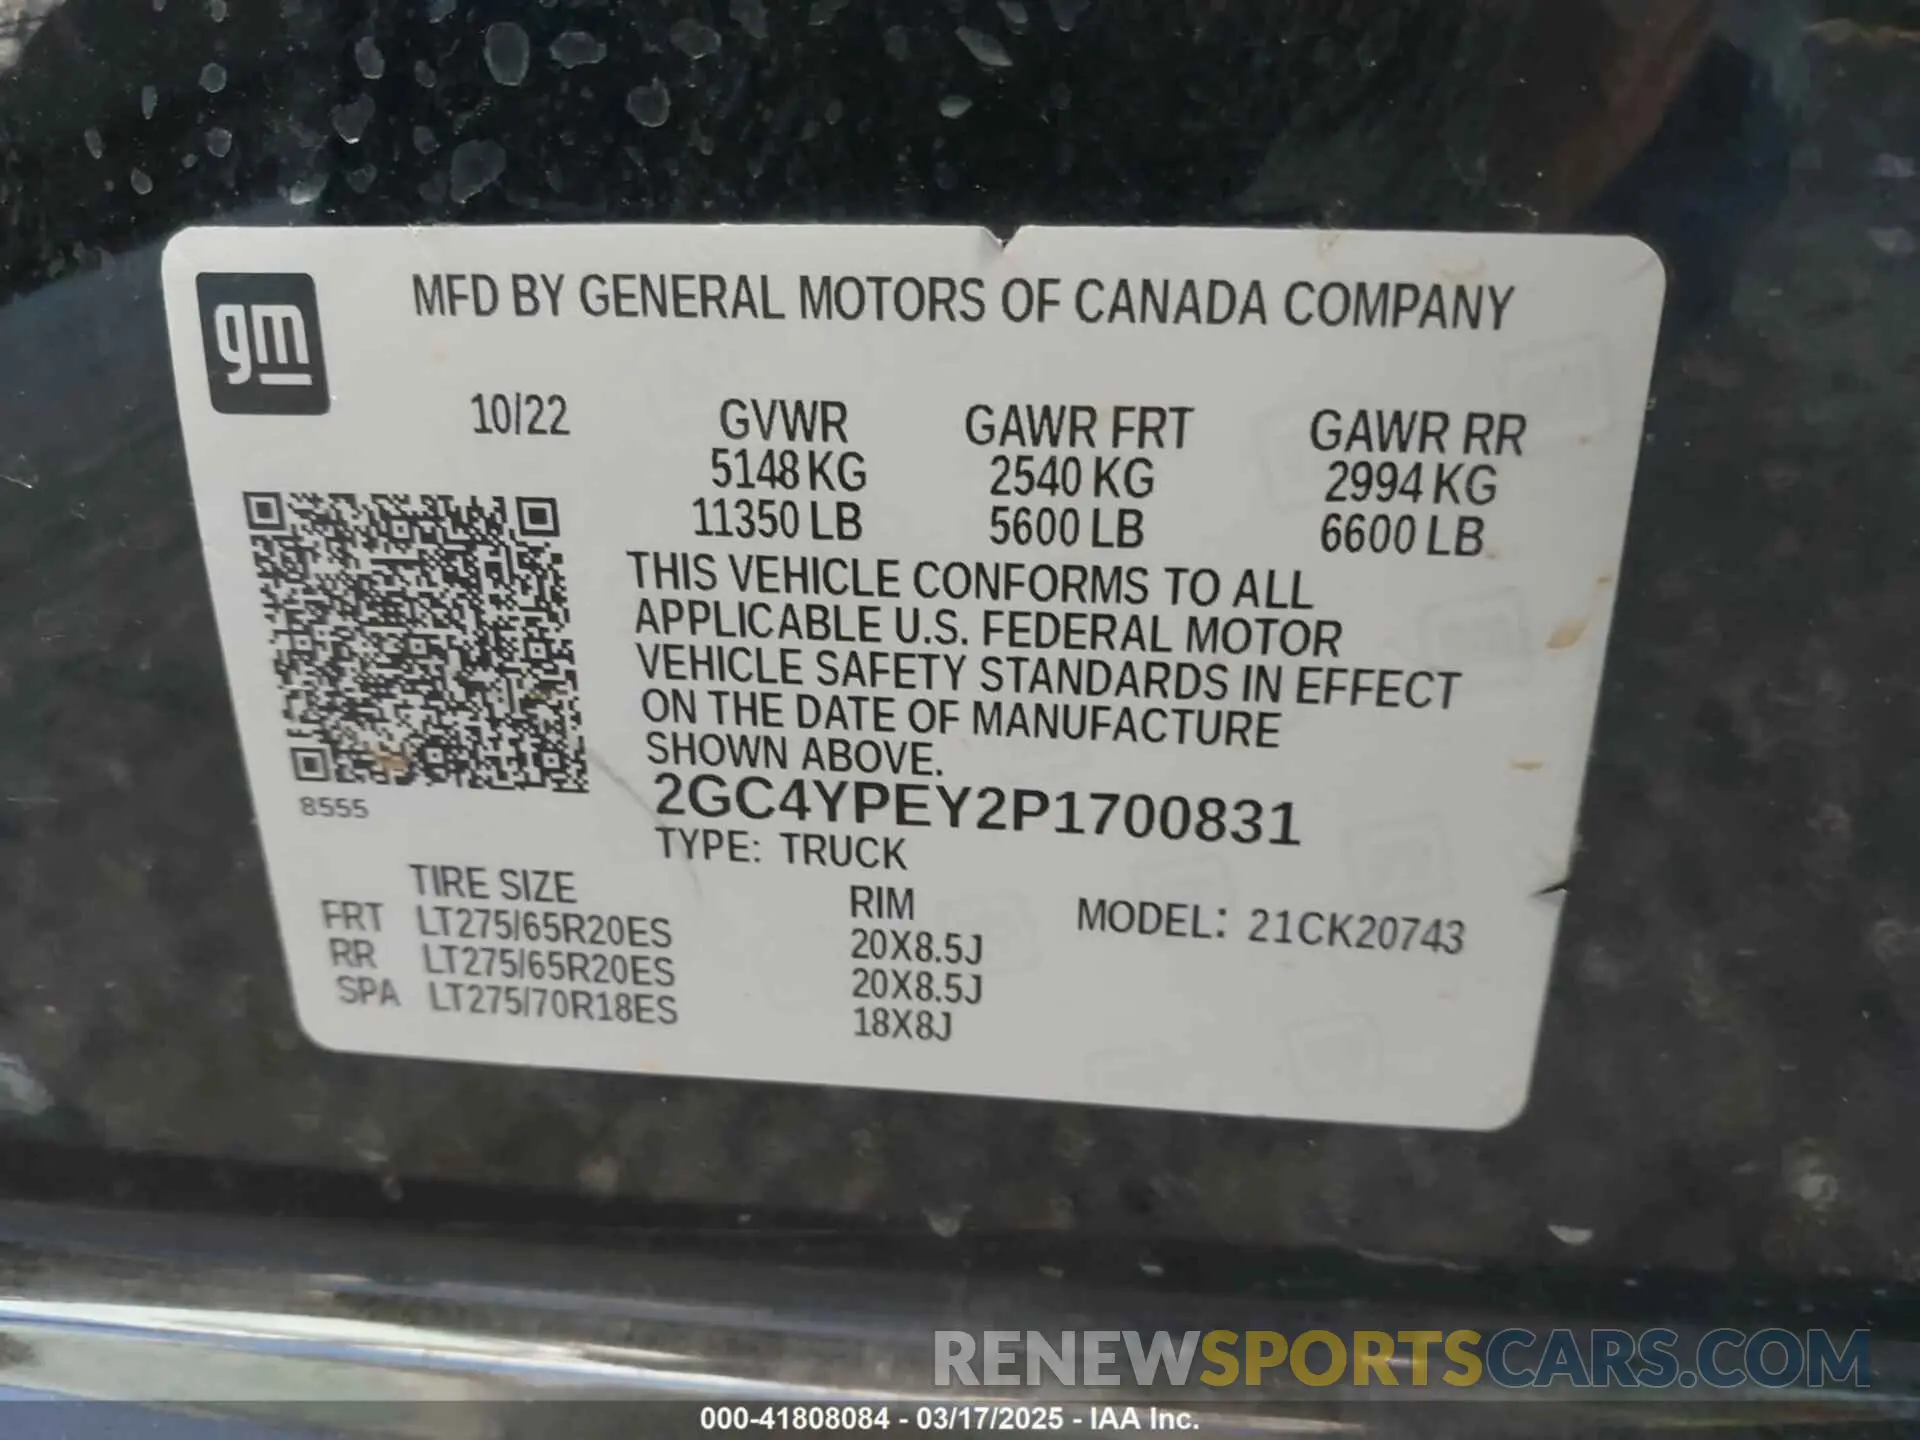 gm
MFD BY GENERAL MOTORS OF CANADA COMPANY
10/22 GVWR GAWR FRT GAWR RR
5148 KG 2540 KG 2994 KG
11350 LB 5600 LB 6600 LB
THIS VEHICLE CONFORMS TO ALL
APPLICABLE U.S. FEDERAL MOTOR
VEHICLE SAFETY STANDARDS IN EFFECT
ON THE DATE OF MANUFACTURE
SHOWN ABOVE.
8555
2GC4YPEY2P1700831
TYPE: TRUCK
TIRE SIZE RIM MODEL: 21CK20743
FRT LT275/65R20ES 20X8.5J
RR LT275/65R20ES 20X8.5J
SPA LT275/70R18ES 18X8J
RENEWSPORTSCARS.COM
000-41808084 - 03/17/2025 - IAA Inc.